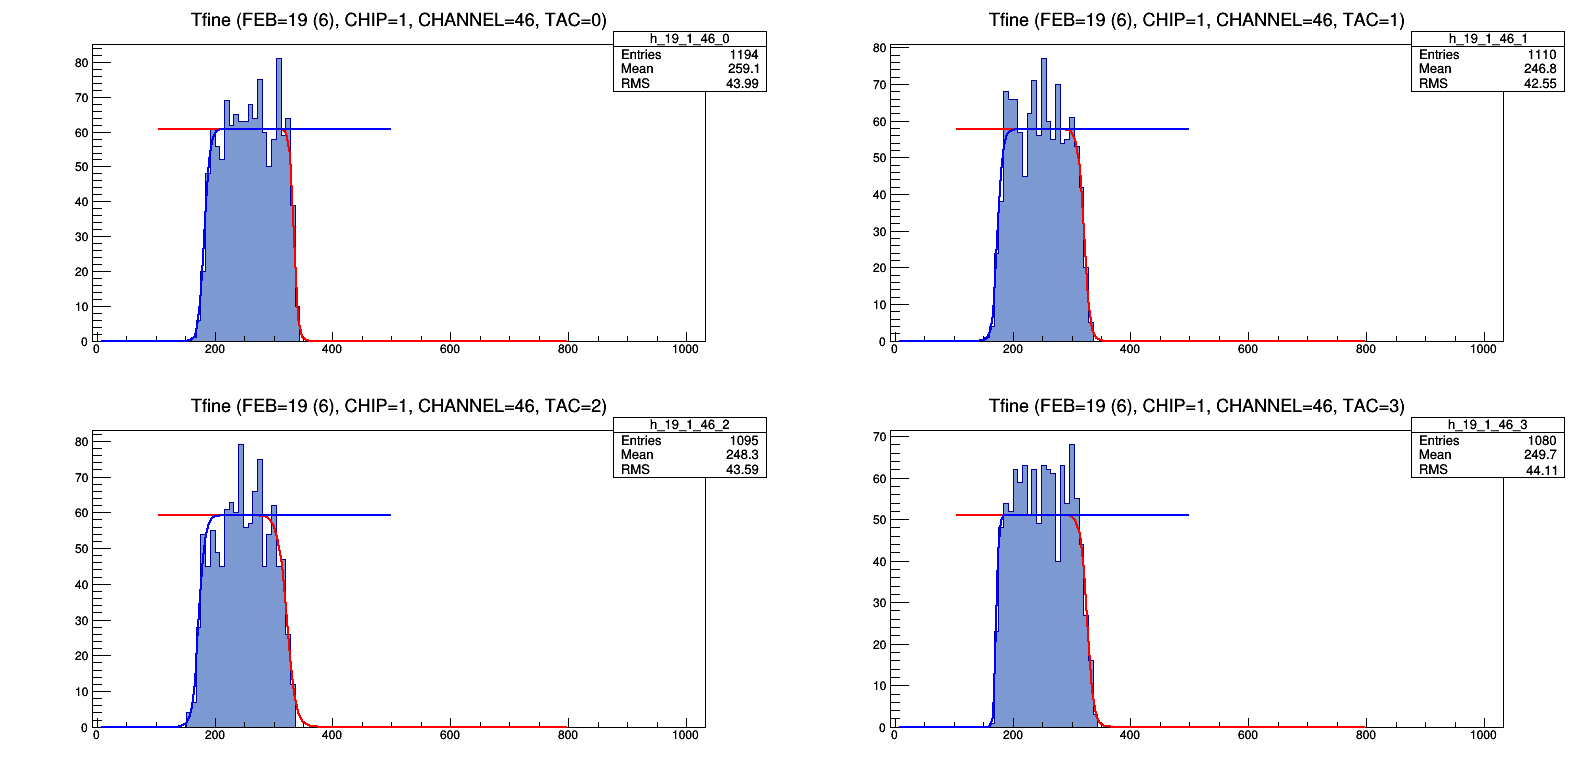 Tfine (FEB=19 (6), CHIP=1, CHANNEL=46, TAC=0)
h_19_1_46_0
Entries 1194
Mean 259.1
RMS 43.99
80
70
60
50
40
30
20
10
0
0 200 400 600 800 1000
Tfine (FEB=19 (6), CHIP=1, CHANNEL=46, TAC=1)
h_19_1_46_1
Entries 1110
Mean 246.8
RMS 42.55
80
70
60
50
40
30
20
10
0
0 200 400 600 800 1000
Tfine (FEB=19 (6), CHIP=1, CHANNEL=46, TAC=2)
h_19_1_46_2
Entries 1095
Mean 248.3
RMS 43.59
80
70
60
50
40
30
20
10
0
0 200 400 600 800 1000
Tfine (FEB=19 (6), CHIP=1, CHANNEL=46, TAC=3)
h_19_1_46_3
Entries 1080
Mean 249.7
RMS 44.11
70
60
50
40
30
20
10
0
0 200 400 600 800 1000